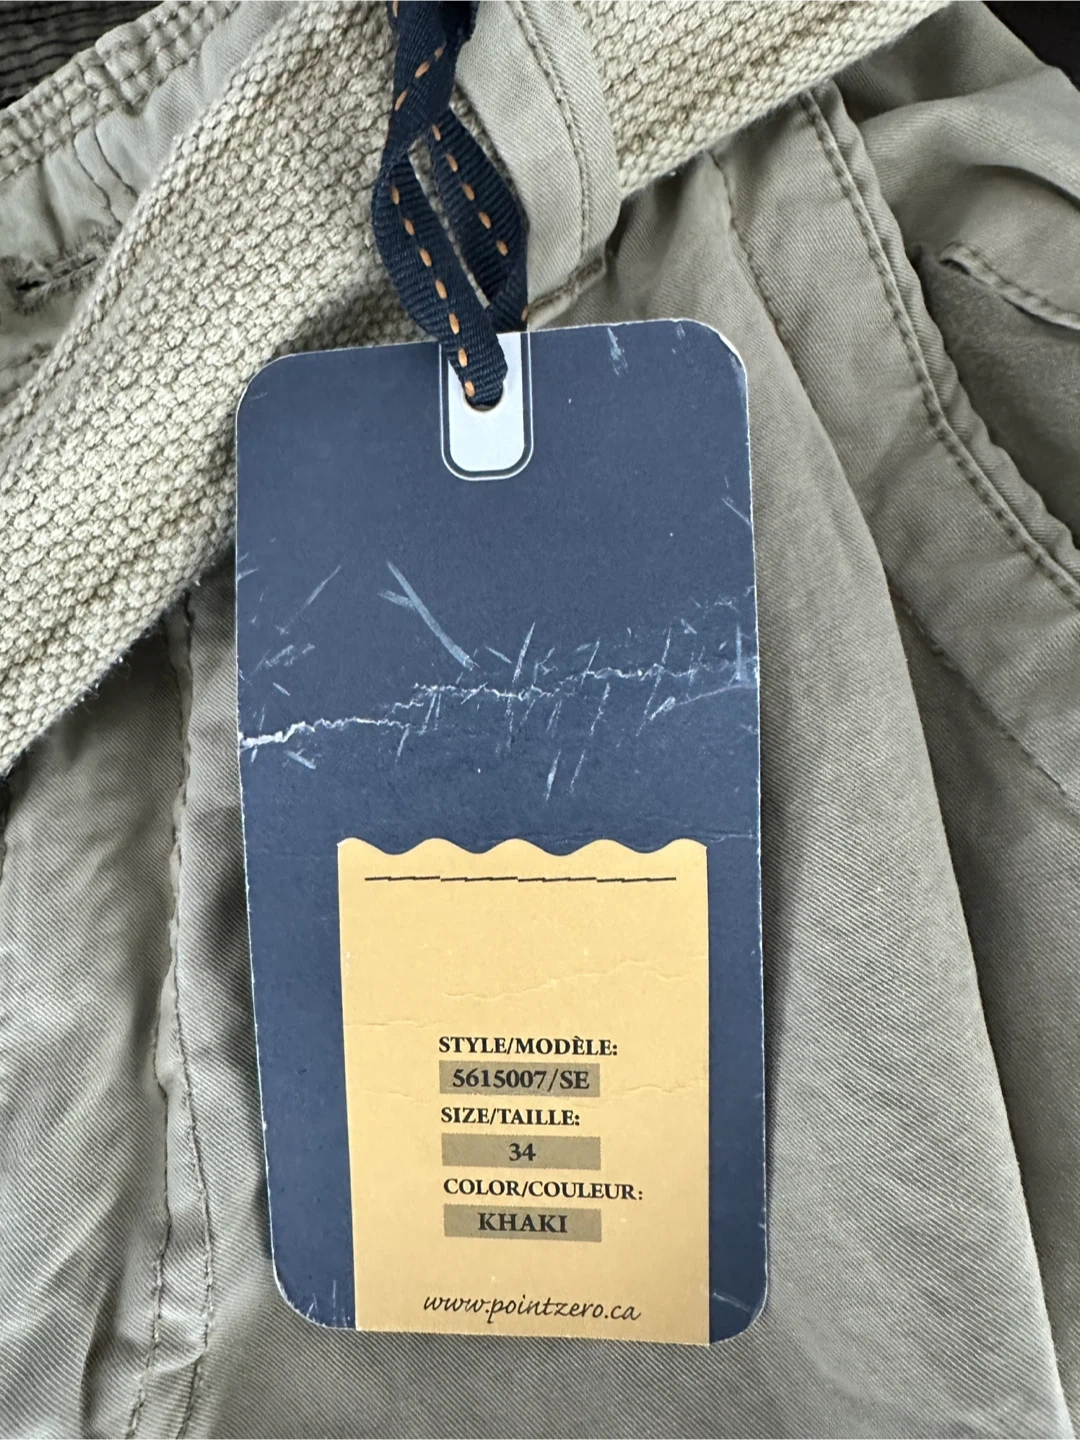 STYLE/MODÈLE:
5615007/SE
SIZE/TAILLE:
34
COLOR/COULEUR:
KHAKI
www.pointzero.ca